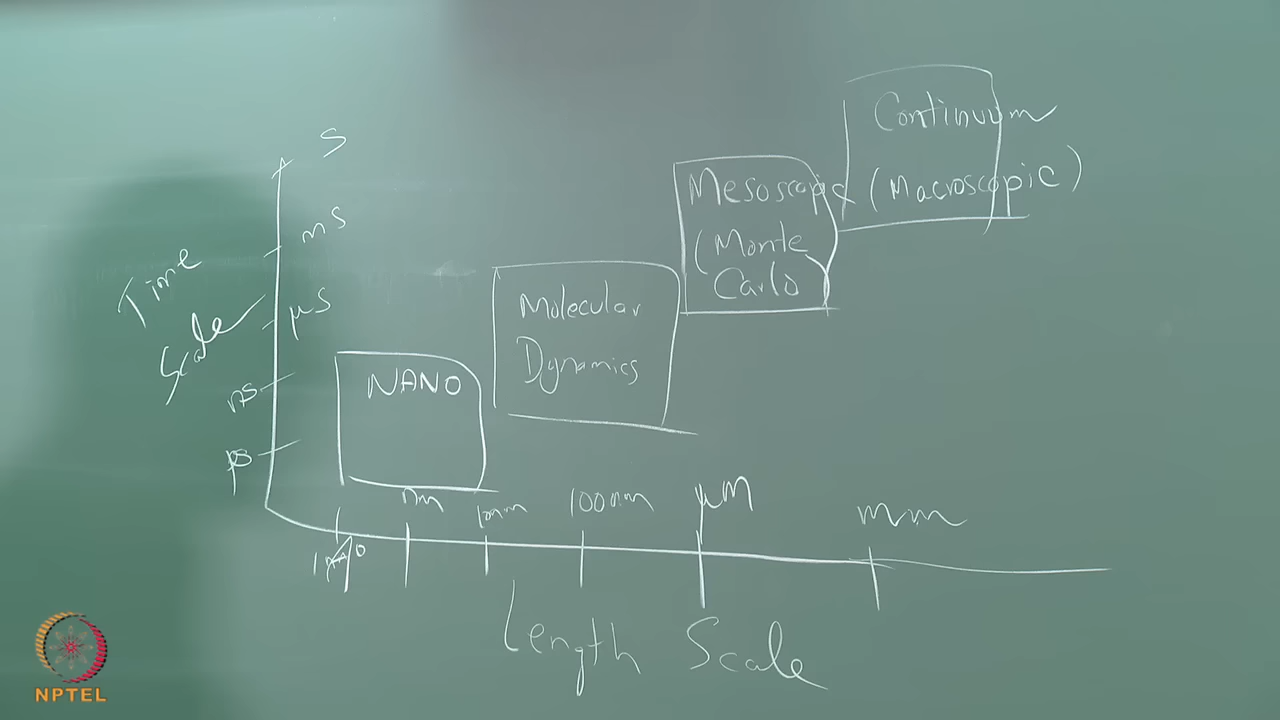 S
mS
Time
Scale
μS
ns
ps
NANO
Molecular
Dynamics
Mesoscopic
(Monte
Carlo
Continuum
(Macroscopic)
nm
10nm
100nm
μm
mm
Length Scale
NPTEL